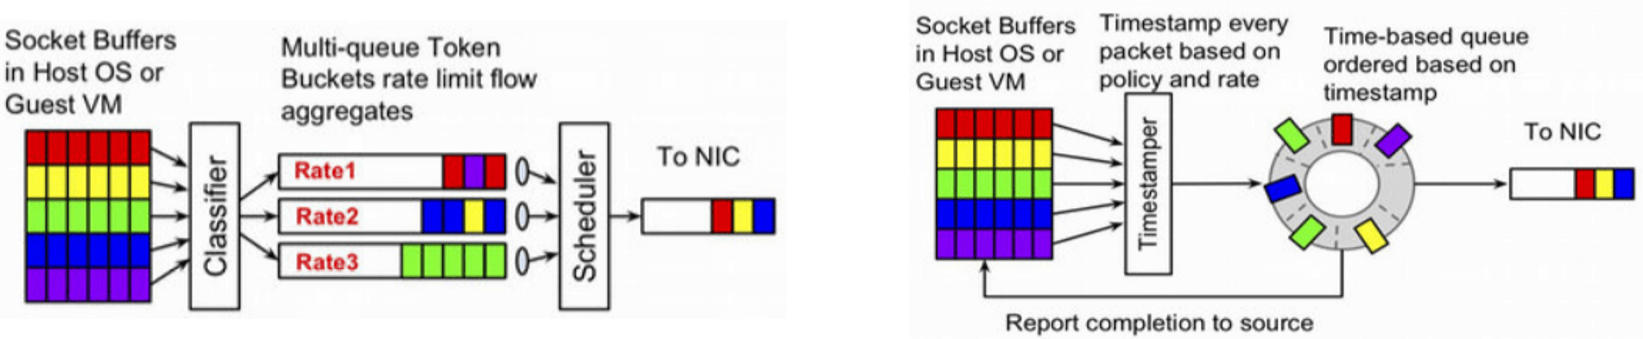 Socket Buffers
in Host OS or
Guest VM
Multi-queue Token
Buckets rate limit flow
aggregates
Classifier
Rate1
Rate2
Rate3
Scheduler
To NIC
Socket Buffers
in Host OS or
Guest VM
Timestamp every
packet based on
policy and rate
Timestamper
Time-based queue
ordered based on
timestamp
To NIC
Report completion to source